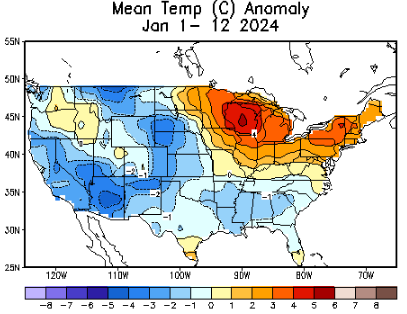 Mean Temp (C) Anomaly
Jan 1– 12 2024
55N
50N
45N
40N
35N
30N
25N
120W 110W 100W 90W 80W 70W
−8 −7 −6 −5 −4 −3 −2 −1 0 1 2 3 4 5 6 7 8